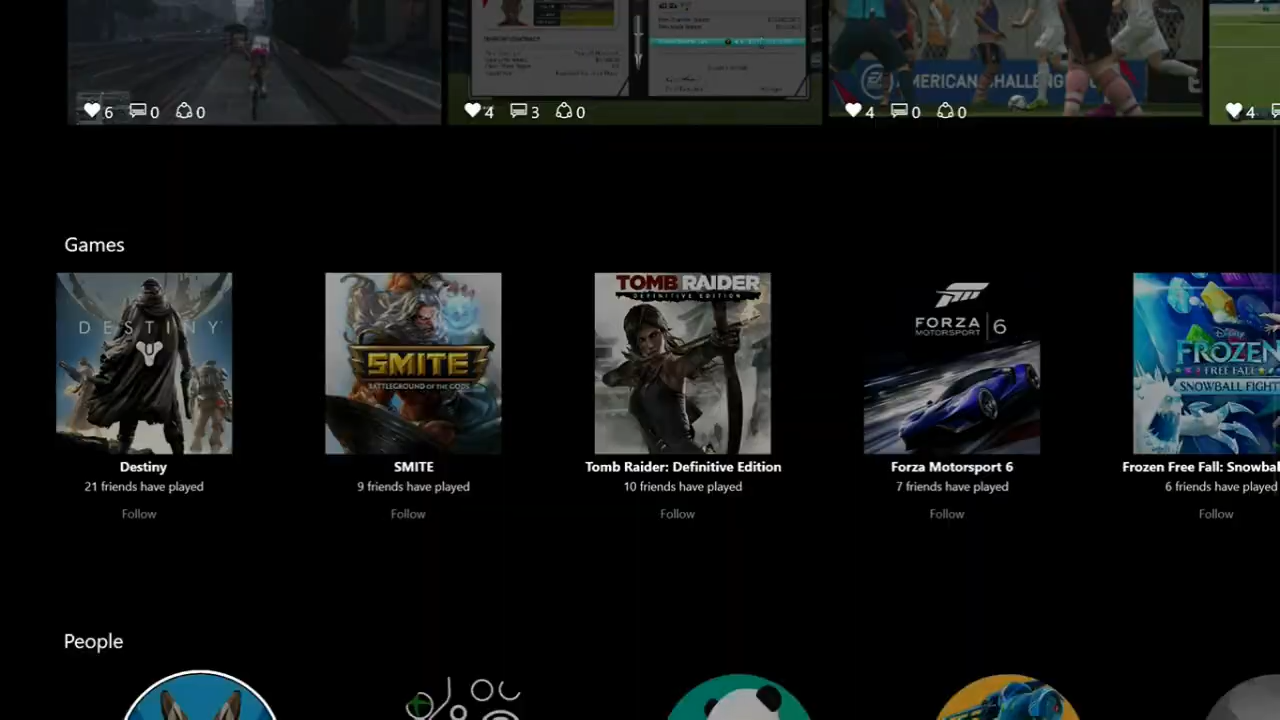 6 0 0
4 3 0
4 0 0
4
EA
AMERICAN CHALLENGE
Games
DESTINY
SMITE
BATTLEGROUND OF THE GODS
TOMB RAIDER
DEFINITIVE EDITION
FORZA 6
MOTORSPORT
Disney
FROZEN
FREE FALL
SNOWBALL FIGHT
Destiny
SMITE
Tomb Raider: Definitive Edition
Forza Motorsport 6
Frozen Free Fall: Snowbal
21 friends have played
9 friends have played
10 friends have played
7 friends have played
6 friends have played
Follow
Follow
Follow
Follow
Follow
People